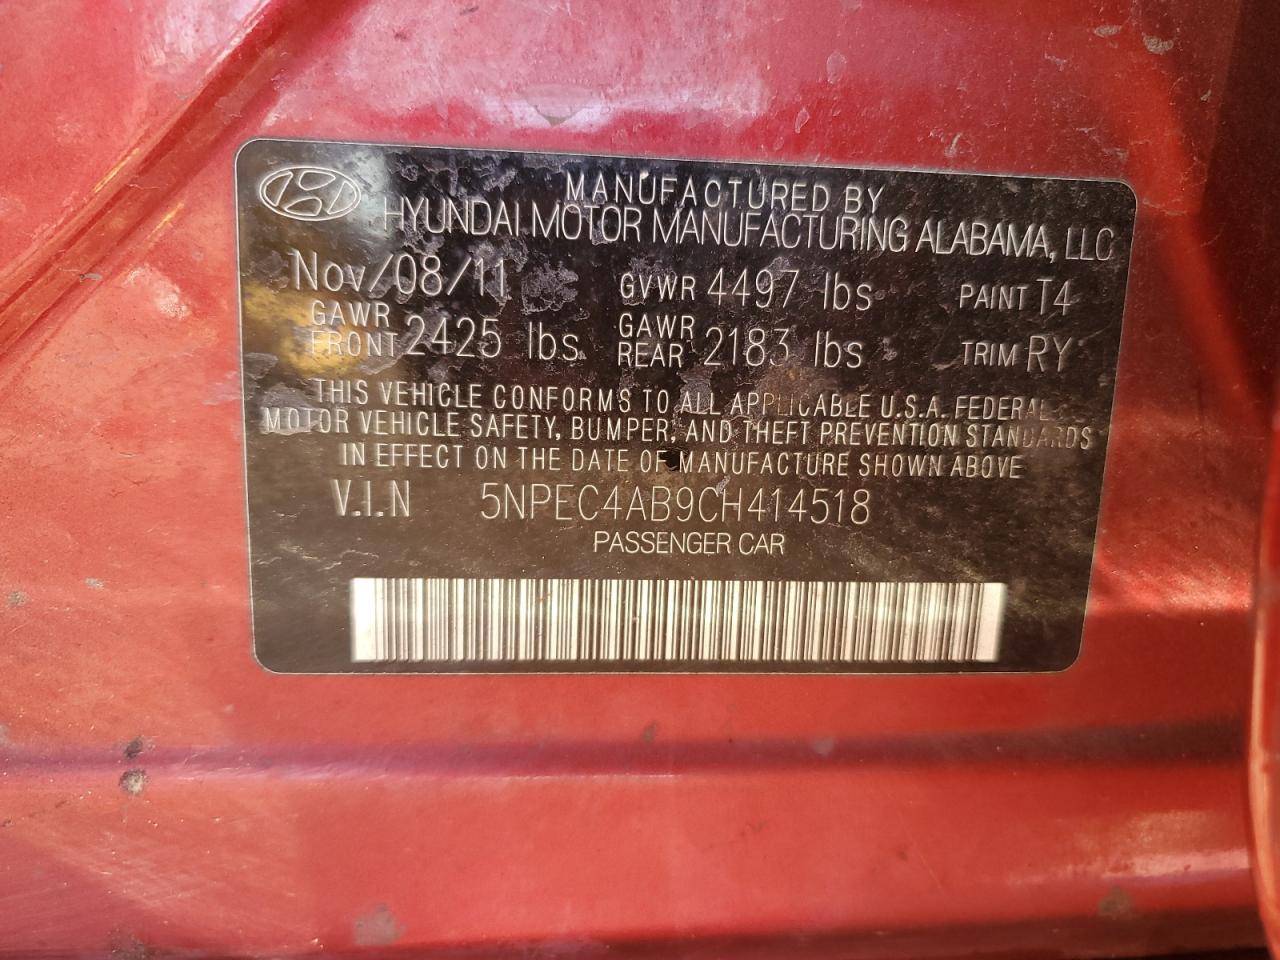 MANUFACTURED BY
HYUNDAI MOTOR MANUFACTURING ALABAMA, LLC
Nov/08/11 GVWR 4497 lbs PAINT T4
GAWR FRONT 2425 lbs. GAWR REAR 2183 lbs TRIM RY
THIS VEHICLE CONFORMS TO ALL APPLICABLE U.S.A. FEDERAL
MOTOR VEHICLE SAFETY, BUMPER, AND THEFT PREVENTION STANDARDS
IN EFFECT ON THE DATE OF MANUFACTURE SHOWN ABOVE
V.I.N 5NPEC4AB9CH414518
PASSENGER CAR